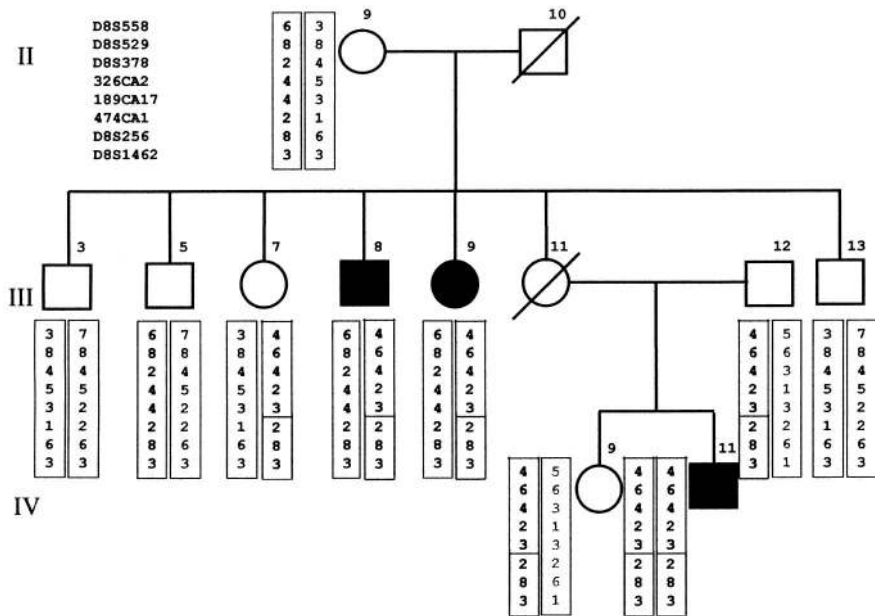 9 10
D8S558 6 3
II D8S529 8 8
D8S378 2 4
326CA2 4 5
189CA17 4 3
474CA1 2 1
D8S256 8 6
D8S1462 3 3
3 5 7 8 9 11 12 13
III
3 7 6 7 3 4 6 4 6 4 4 5 3 7
8 8 8 8 8 6 8 6 8 6 6 6 8 8
4 4 2 4 4 4 2 4 2 4 4 3 4 4
5 5 4 5 5 2 4 2 4 2 2 1 5 5
3 2 4 2 3 3 4 3 4 3 3 3 3 2
1 2 2 2 1 2 2 2 2 2 2 2 1 2
6 6 8 6 6 8 8 8 8 8 8 6 6 6
3 3 3 3 3 3 3 3 3 3 3 1 3 3
9 11
IV
4 5 4 4
6 6 6 6
4 3 4 4
2 1 2 2
3 3 3 3
2 2 2 2
8 6 8 8
3 1 3 3